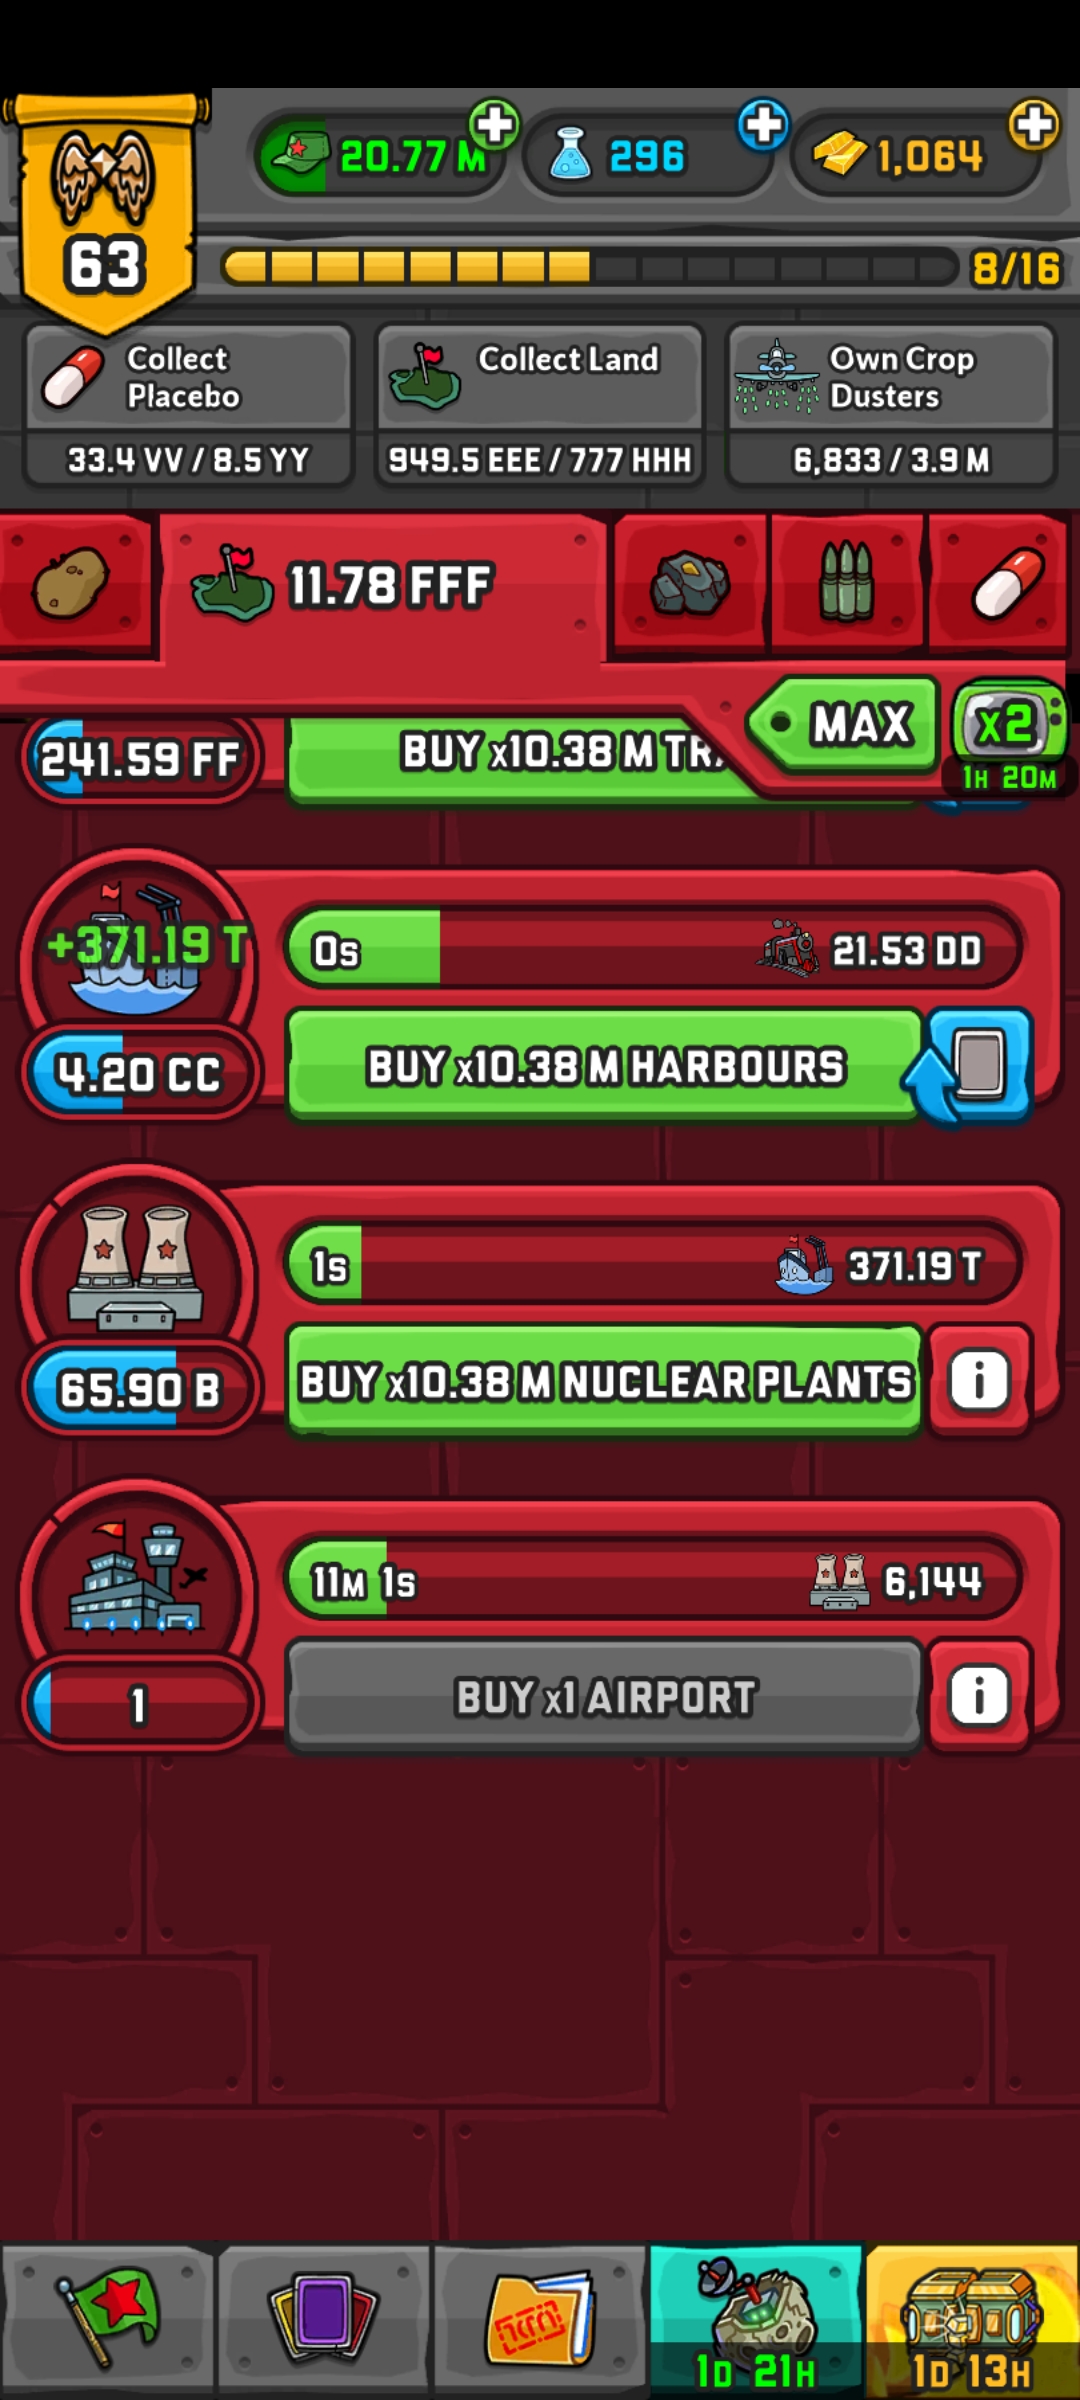 20.77 M
296
1,064
63
8/16
Collect
Placebo
33.4 VV / 8.5 YY
Collect Land
949.5 EEE / 777 HHH
Own Crop
Dusters
6,833 / 3.9 M
11.78 FFF
MAX
x2
1H 20M
241.59 FF
BUY x10.38 M
+371.19 T
0s
21.53 DD
4.20 CC
BUY x10.38 M HARBOURS
1s
371.19 T
65.90 B
BUY x10.38 M NUCLEAR PLANTS
i
11M 1s
6,144
1
BUY x1 AIRPORT
i
1D 21H
1D 13H